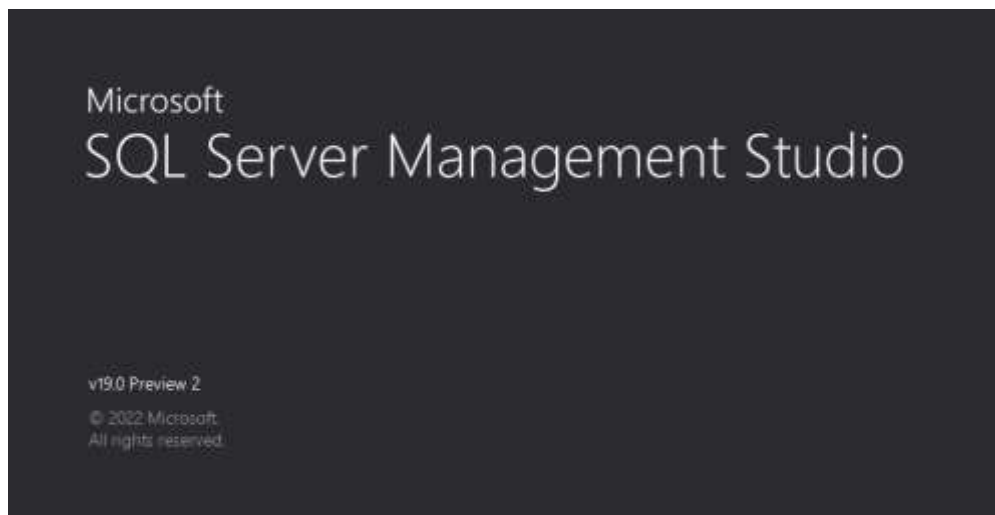 Microsoft
SQL Server Management Studio
v19.0 Preview 2
© 2022 Microsoft.
All rights reserved.